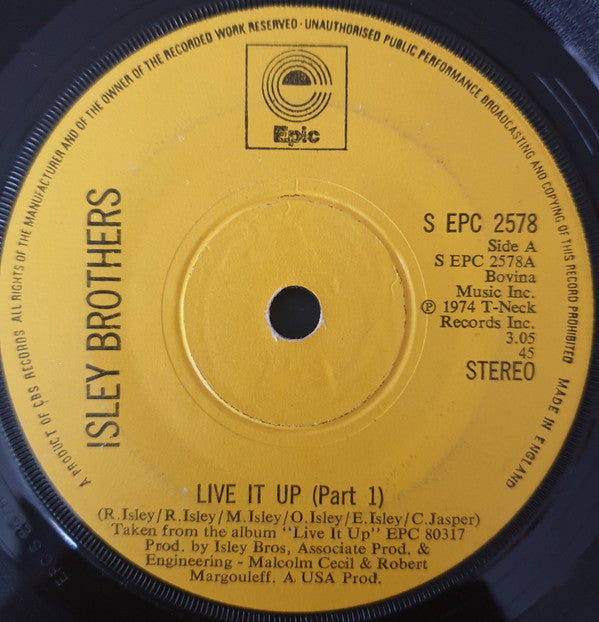 A PRODUCT OF CBS RECORDS ALL RIGHTS OF THE MANUFACTURER AND OF THE OWNER OF THE RECORDED WORK RESERVED · UNAUTHORISED PUBLIC PERFORMANCE BROADCASTING AND COPYING OF THIS RECORD PROHIBITED
MADE IN ENGLAND
Epic
ISLEY BROTHERS
S EPC 2578
Side A
S EPC 2578A
Bovina
Music Inc.
℗ 1974 T-Neck
Records Inc.
3.05
45
STEREO
LIVE IT UP (Part 1)
(R.Isley/R.Isley/M.Isley/O.Isley/E.Isley/C.Jasper)
Taken from the album "Live It Up" EPC 80317
Prod. by Isley Bros, Associate Prod. &
Engineering - Malcolm Cecil & Robert
Margouleff. A USA Prod.